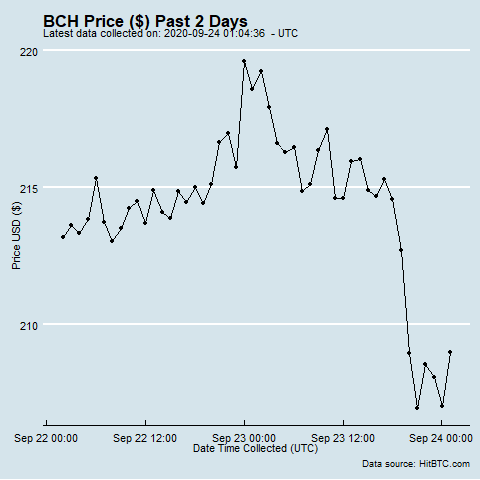 BCH Price ($) Past 2 Days
Latest data collected on: 2020-09-24 01:04:36  - UTC
220
215
210
Price USD ($)
Sep 22 00:00 Sep 22 12:00 Sep 23 00:00 Sep 23 12:00 Sep 24 00:00
Date Time Collected (UTC)
Data source: HitBTC.com